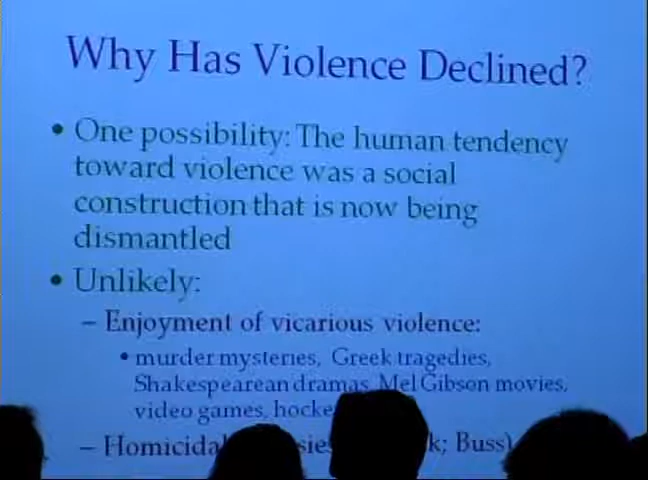 Why Has Violence Declined?
• One possibility: The human tendency
toward violence was a social
construction that is now being
dismantled
• Unlikely:
– Enjoyment of vicarious violence:
• murder mysteries, Greek tragedies,
Shakespearean dramas, Mel Gibson movies,
video games,
– k; Buss)